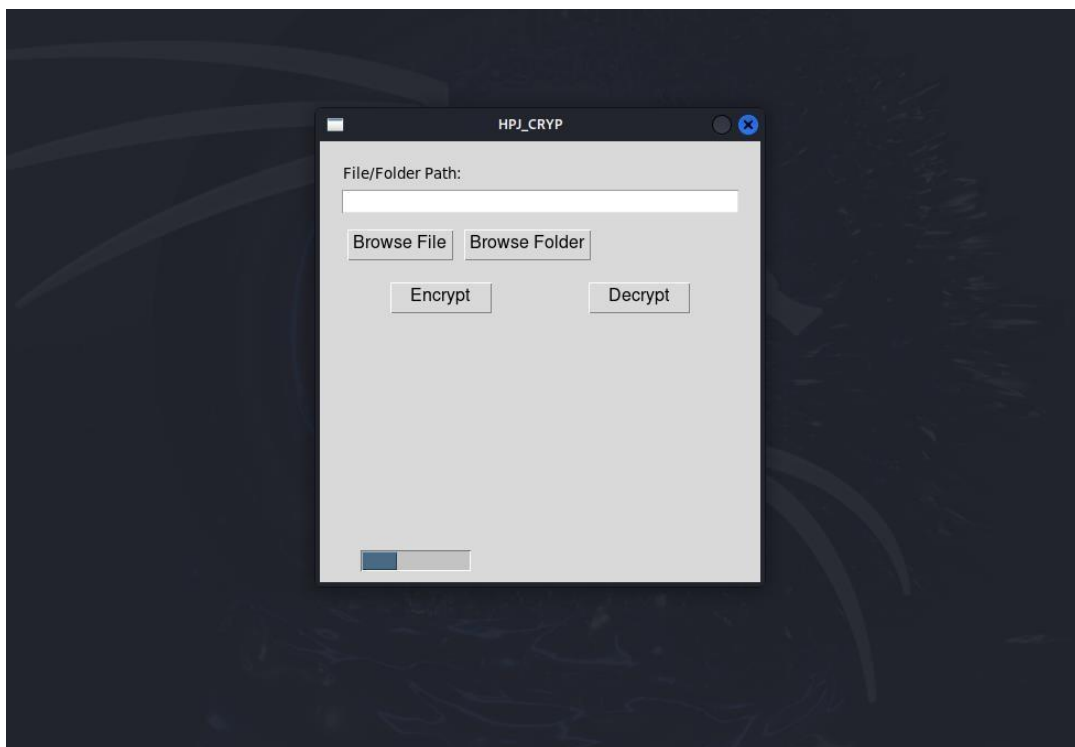 HPJ_CRYP
File/Folder Path:
Browse File Browse Folder
Encrypt Decrypt